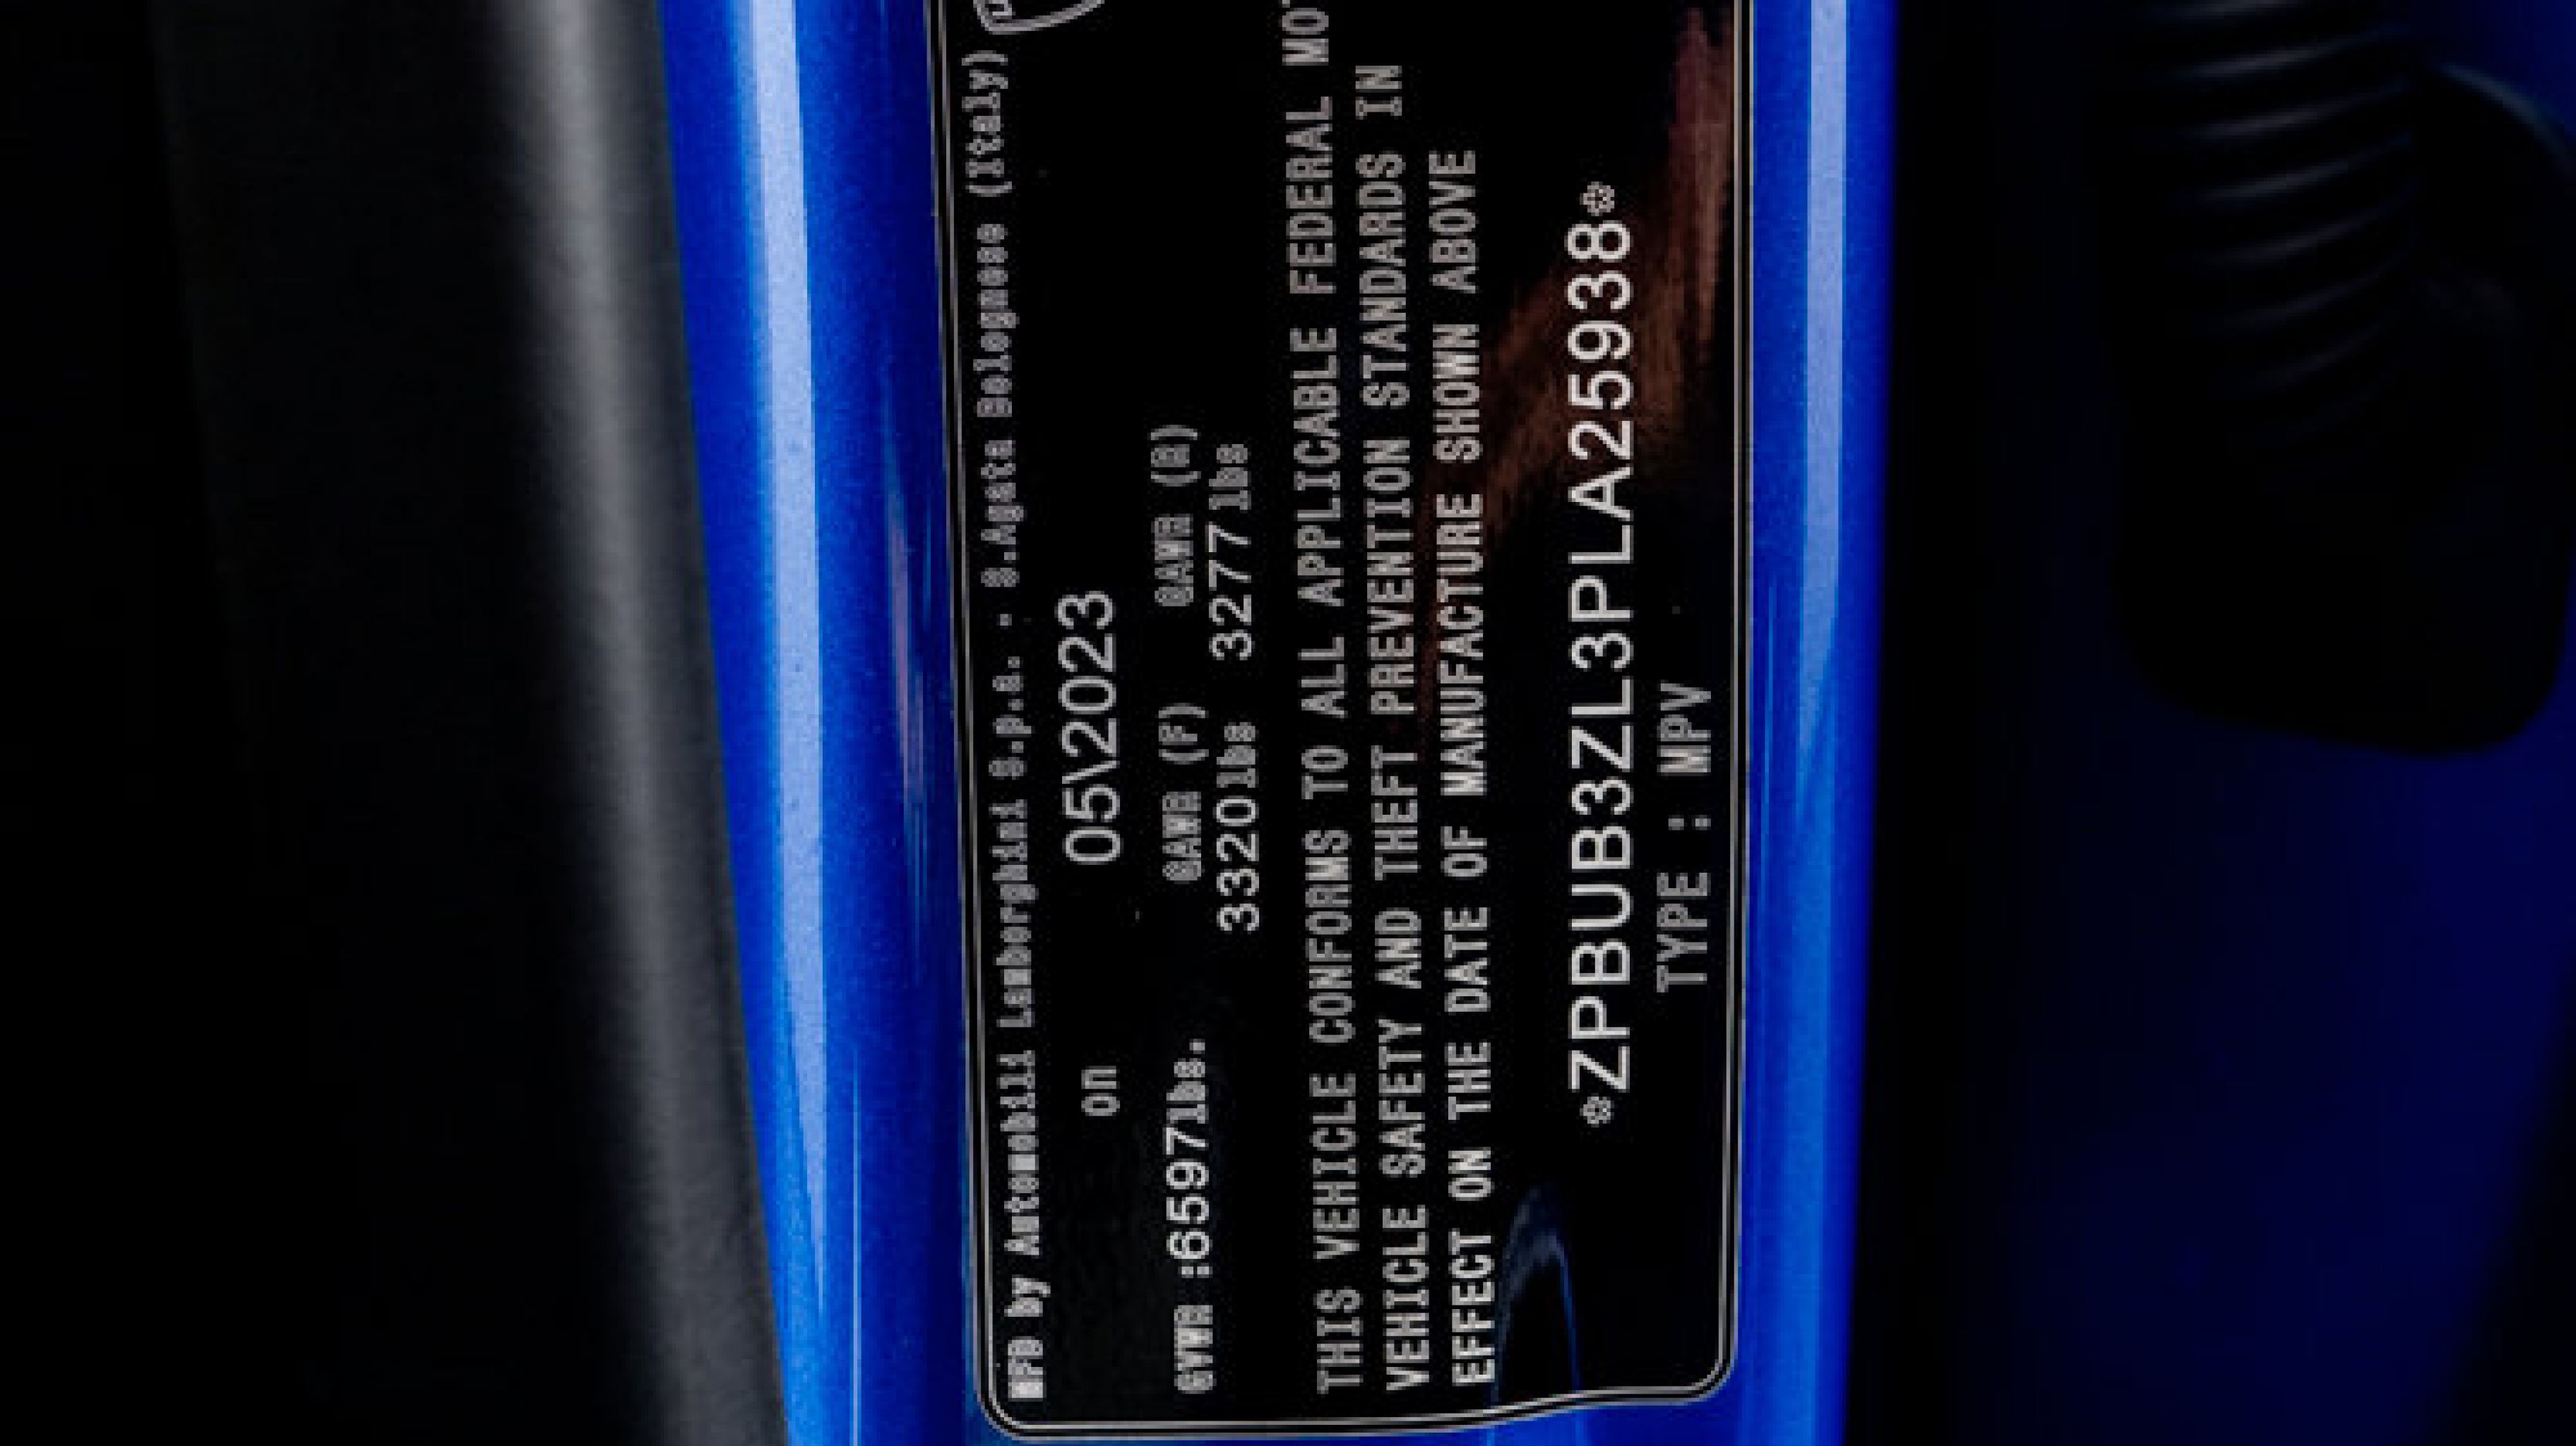 MFD by Automobili Lamborghini S.p.a. - S.Agata Bolognese (Italy)
on 05\2023
GAWR (F) GAWR (R)
GVWR :6597lbs. 3320lbs 3277lbs
THIS VEHICLE CONFORMS TO ALL APPLICABLE FEDERAL MOT
VEHICLE SAFETY AND THEFT PREVENTION STANDARDS IN
EFFECT ON THE DATE OF MANUFACTURE SHOWN ABOVE
*ZPBUB3ZL3PLA25938*
TYPE : MPV